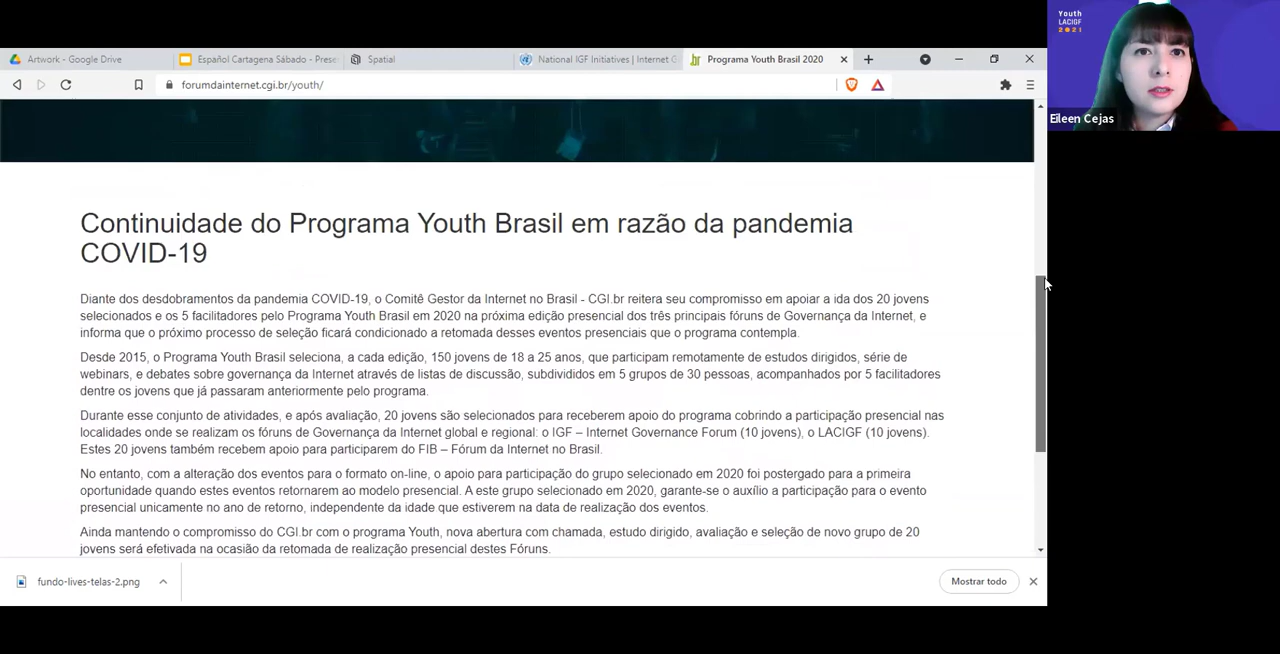 Youth
LACIGF
2021
Eileen Cejas
Artwork - Google Drive
Español Cartagena Sábado - Prese
Spatial
National IGF Initiatives | Internet G
Programa Youth Brasil 2020
forumdainternet.cgi.br/youth/
Continuidade do Programa Youth Brasil em razão da pandemia
COVID-19
Diante dos desdobramentos da pandemia COVID-19, o Comitê Gestor da Internet no Brasil - CGI.br reitera seu compromisso em apoiar a ida dos 20 jovens
selecionados e os 5 facilitadores pelo Programa Youth Brasil em 2020 na próxima edição presencial dos três principais fóruns de Governança da Internet, e
informa que o próximo processo de seleção ficará condicionado a retomada desses eventos presenciais que o programa contempla.
Desde 2015, o Programa Youth Brasil seleciona, a cada edição, 150 jovens de 18 a 25 anos, que participam remotamente de estudos dirigidos, série de
webinars, e debates sobre governança da Internet através de listas de discussão, subdivididos em 5 grupos de 30 pessoas, acompanhados por 5 facilitadores
dentre os jovens que já passaram anteriormente pelo programa.
Durante esse conjunto de atividades, e após avaliação, 20 jovens são selecionados para receberem apoio do programa cobrindo a participação presencial nas
localidades onde se realizam os fóruns de Governança da Internet global e regional: o IGF – Internet Governance Forum (10 jovens), o LACIGF (10 jovens).
Estes 20 jovens também recebem apoio para participarem do FIB – Fórum da Internet no Brasil.
No entanto, com a alteração dos eventos para o formato on-line, o apoio para participação do grupo selecionado em 2020 foi postergado para a primeira
oportunidade quando estes eventos retornarem ao modelo presencial. A este grupo selecionado em 2020, garante-se o auxílio a participação para o evento
presencial unicamente no ano de retorno, independente da idade que estiverem na data de realização dos eventos.
Ainda mantendo o compromisso do CGI.br com o programa Youth, nova abertura com chamada, estudo dirigido, avaliação e seleção de novo grupo de 20
jovens será efetivada na ocasião da retomada de realização presencial destes Fóruns.
fundo-lives-telas-2.png
Mostrar todo